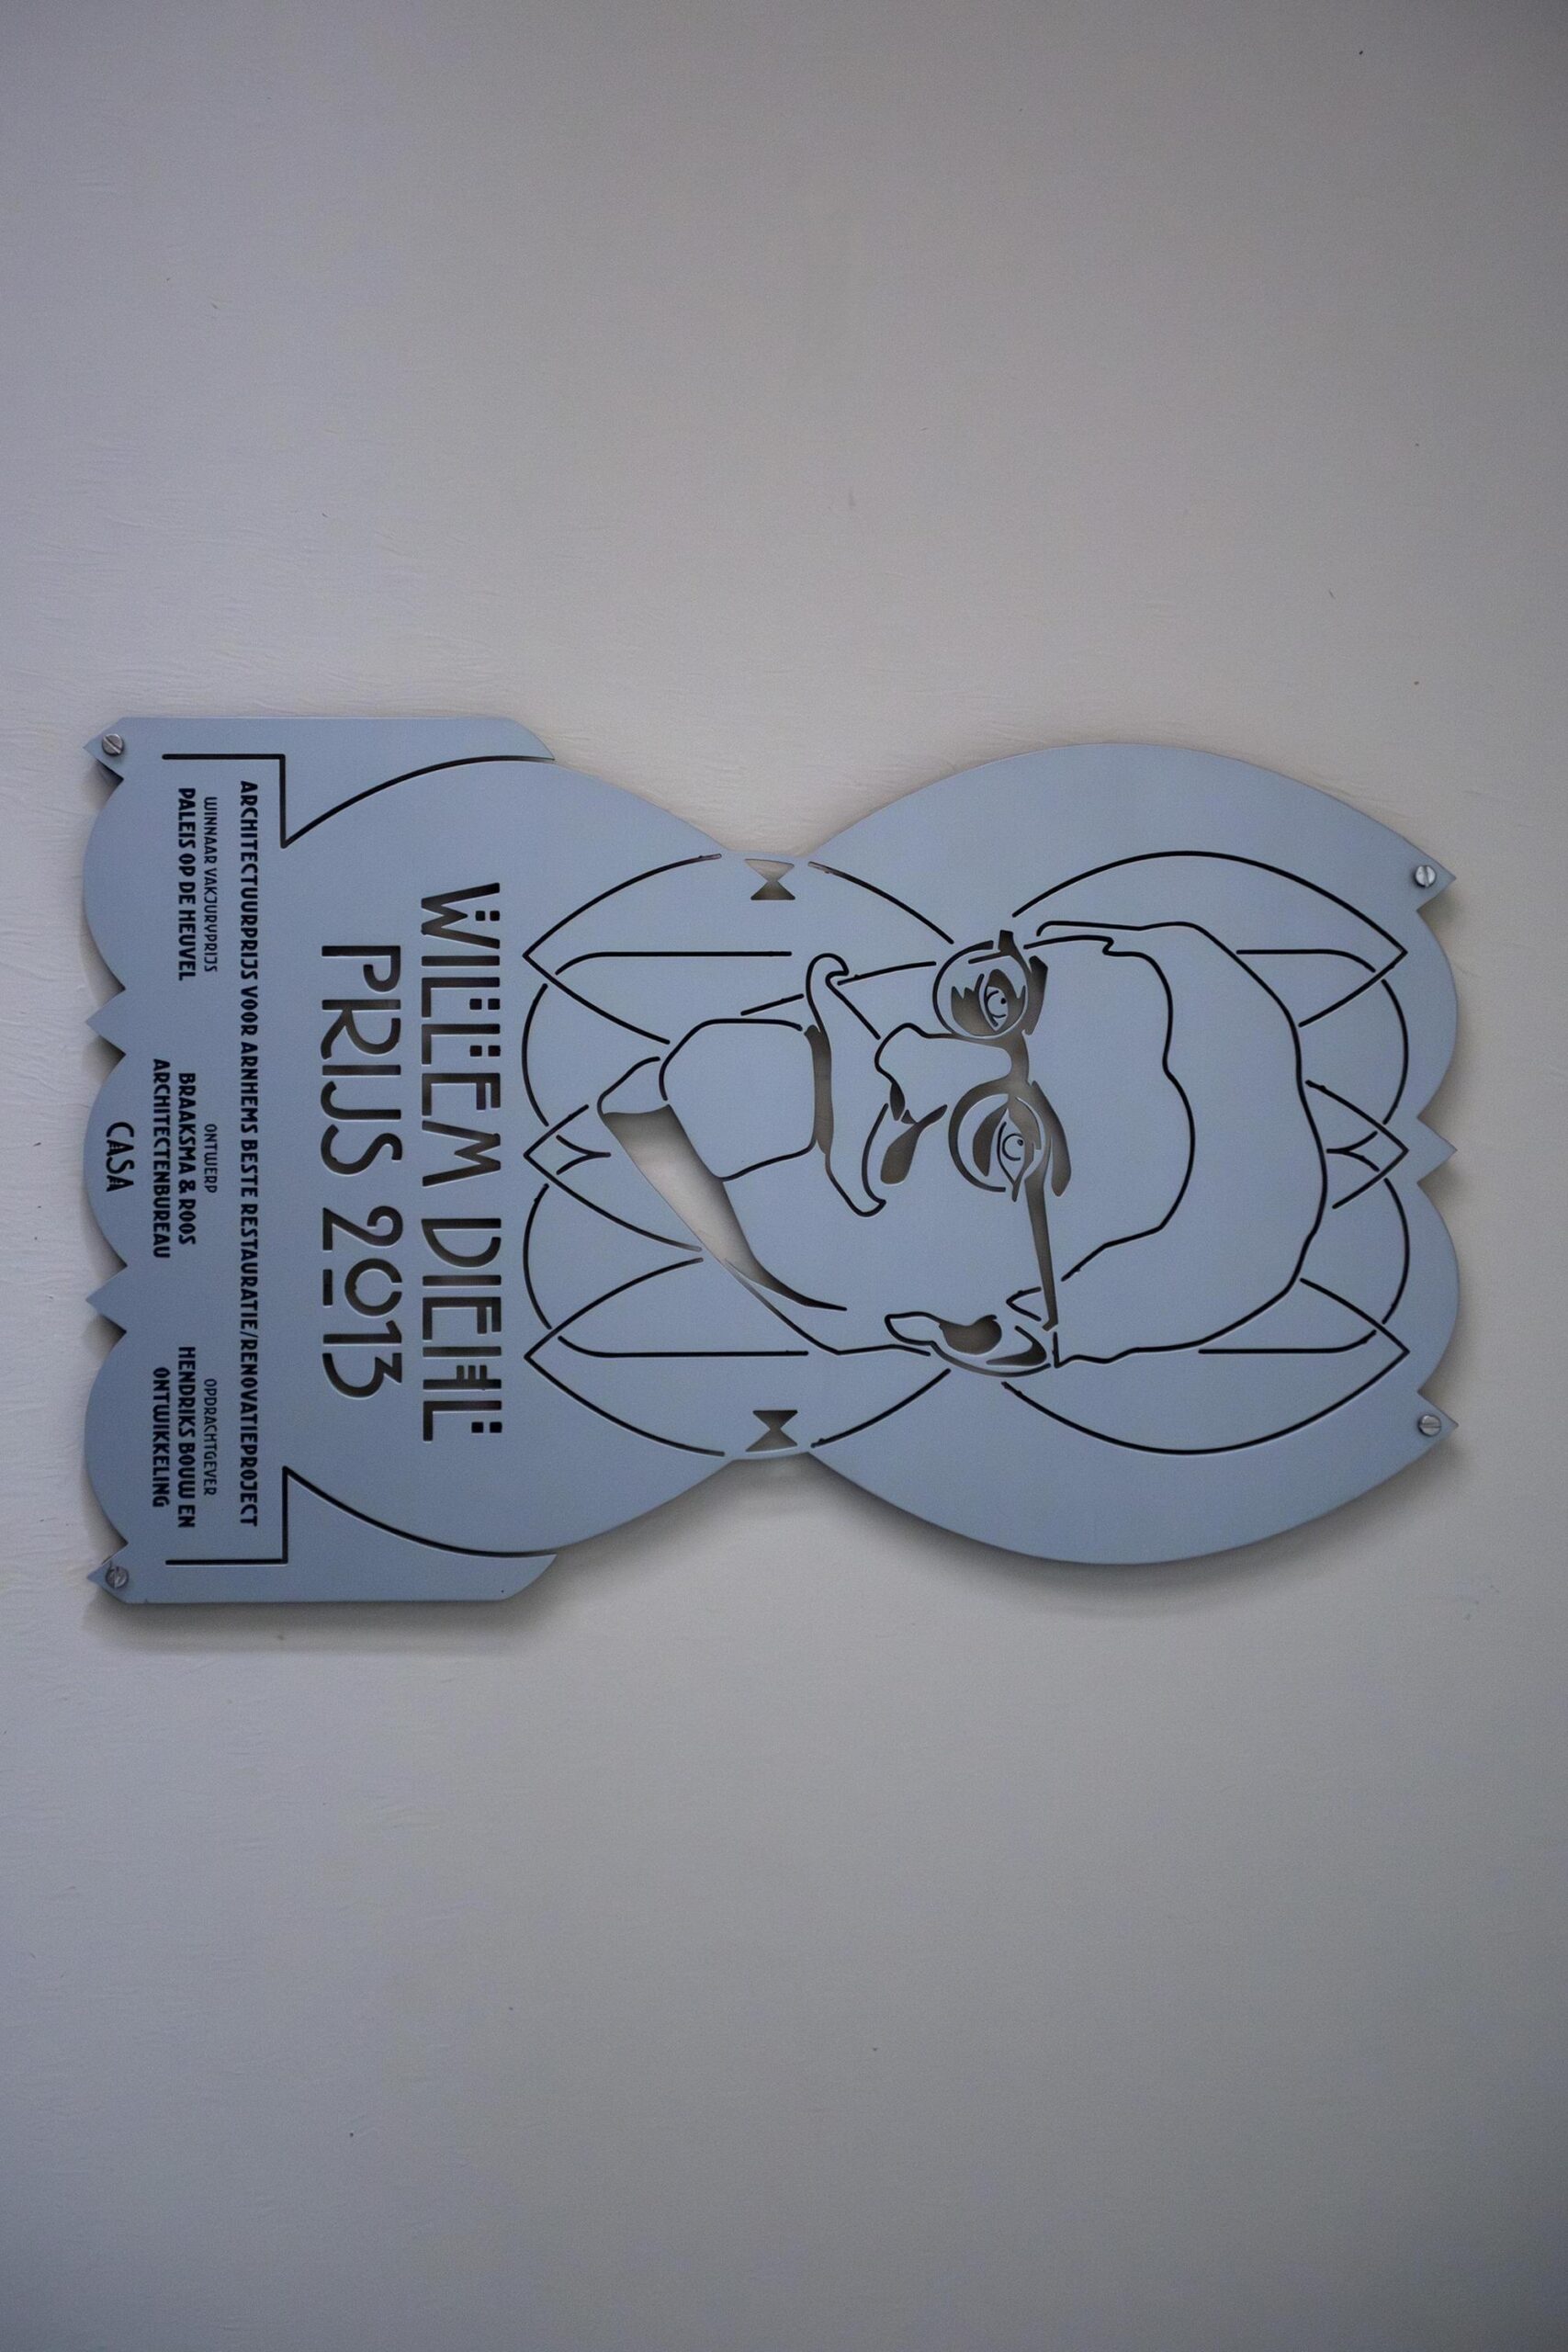 WILLEM DIEHL
PRIJS 2013
ARCHITECTUURPRIJS VOOR ARNHEMS BESTE RESTAURATIE/RENOVATIEPROJECT
WINNAAR VAKJURYPRIJS
PALEIS OP DE HEUVEL
ONTWERP
BRAAKSMA & ROOS
ARCHITECTENBUREAU
OPDRACHTGEVER
HENDRIKS BOUW EN
ONTWIKKELING
CASA